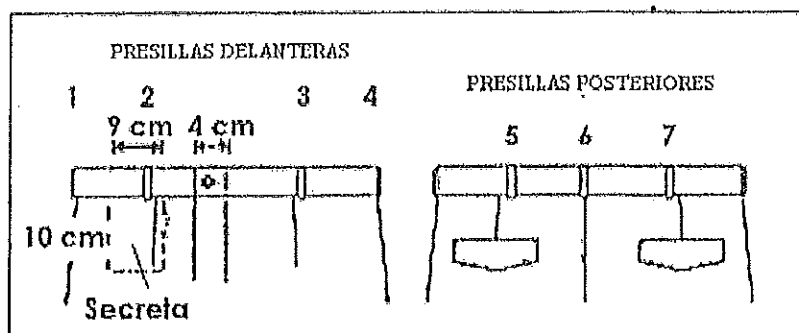 PRESILLAS DELANTERAS
1 2 3 4
9 cm 4 cm
10 cm
Secreta
PRESILLAS POSTERIORES
5 6 7